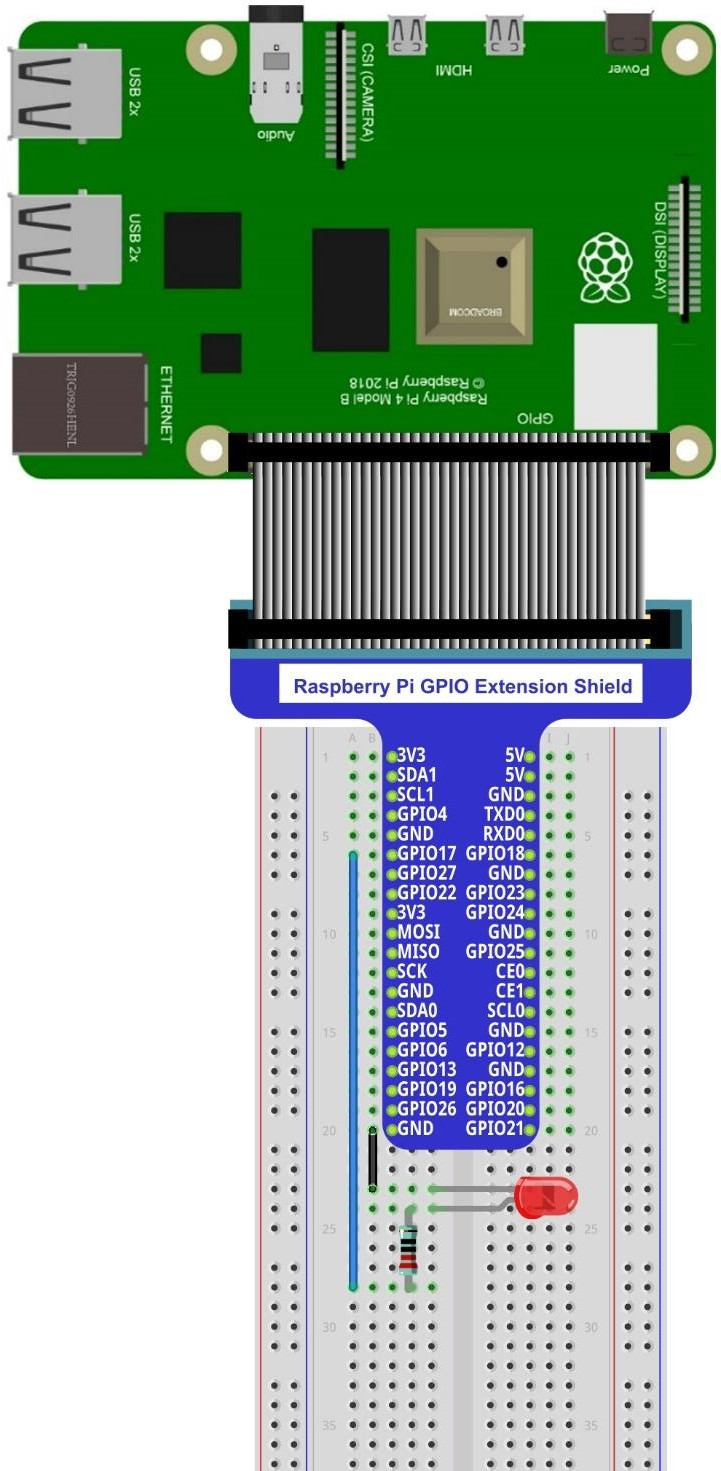 USB 2x
Audio
CSI (CAMERA)
HDMI
Power
USB 2x
DSI (DISPLAY)
BROADCOM
ETHERNET
TRJG0926HENL
Raspberry Pi 4 Model B
© Raspberry Pi 2018
GPIO
Raspberry Pi GPIO Extension Shield
A B I J
1 3V3 5V 1
SDA1 5V
SCL1 GND
GPIO4 TXD0
5 GND RXD0 5
GPIO17 GPIO18
GPIO27 GND
GPIO22 GPIO23
3V3 GPIO24
10 MOSI GND 10
MISO GPIO25
SCK CE0
GND CE1
SDA0 SCL0
15 GPIO5 GND 15
GPIO6 GPIO12
GPIO13 GND
GPIO19 GPIO16
GPIO26 GPIO20
20 GND GPIO21 20
25 25
30 30
35 35